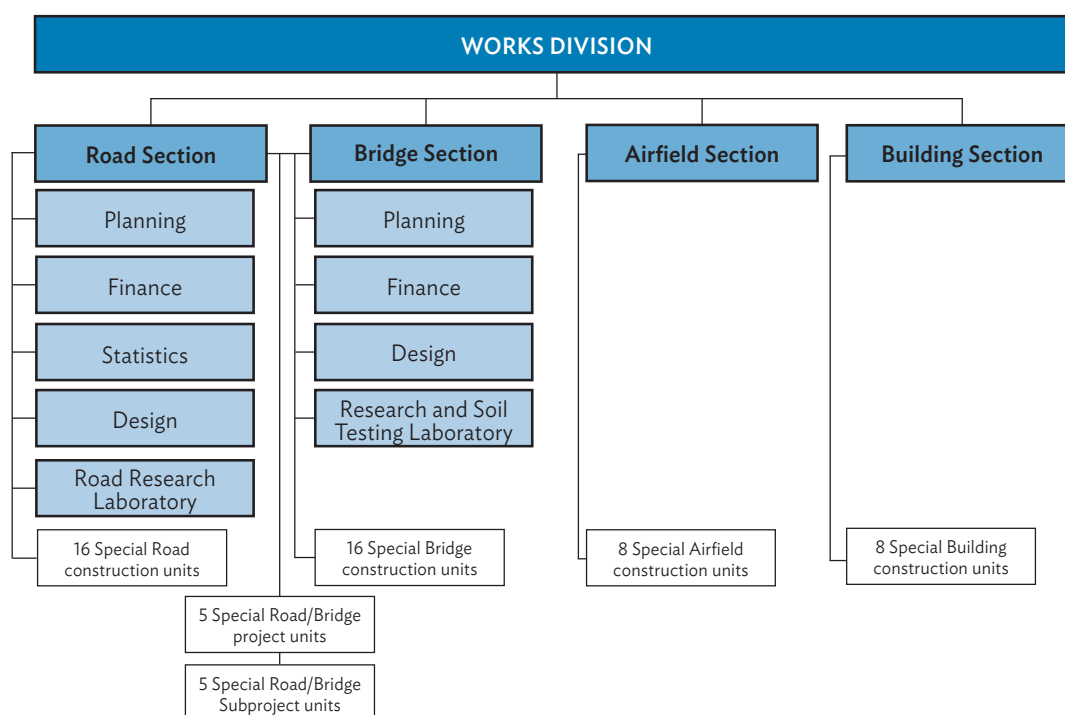 WORKS DIVISION
Road Section
Planning
Finance
Statistics
Design
Road Research
Laboratory
16 Special Road
construction units
Bridge Section
Planning
Finance
Design
Research and Soil
Testing Laboratory
16 Special Bridge
construction units
5 Special Road/Bridge
project units
5 Special Road/Bridge
Subproject units
Airfield Section
8 Special Airfield
construction units
Building Section
8 Special Building
construction units